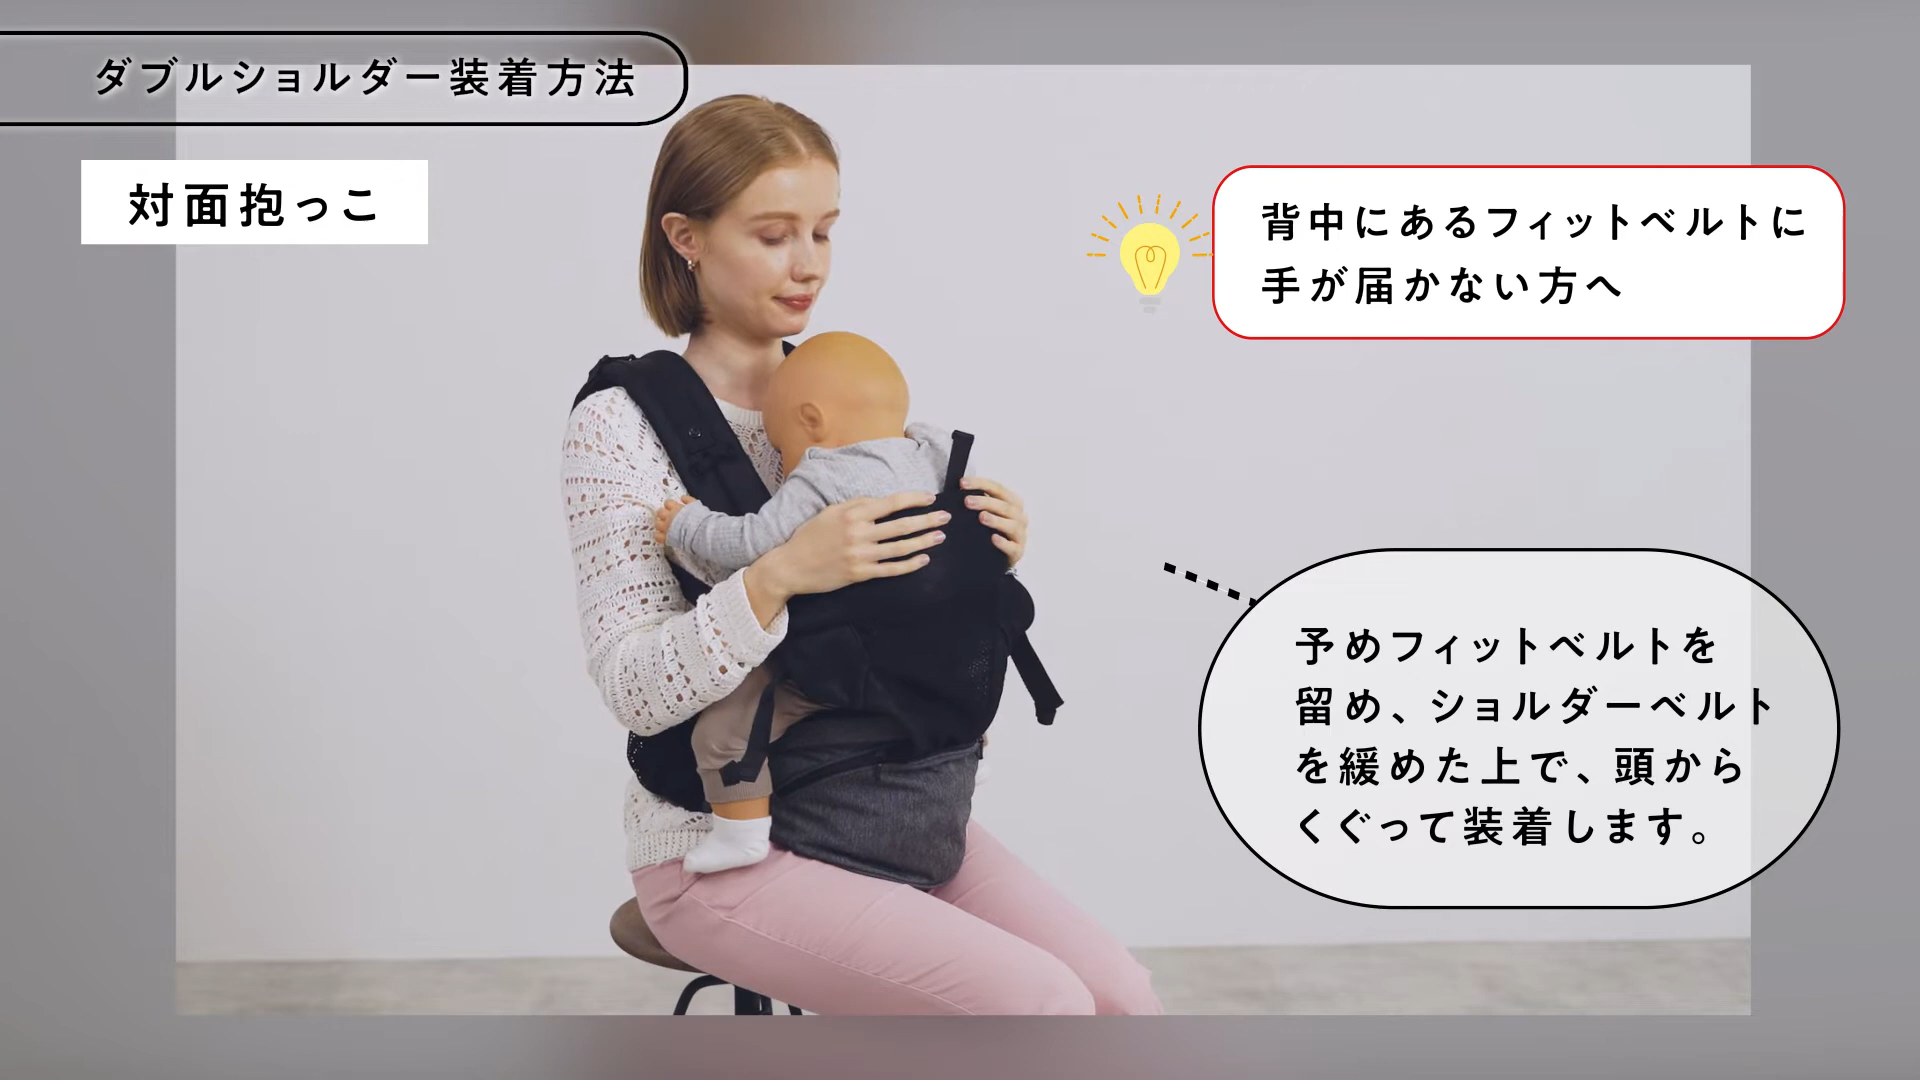 ダブルショルダー装着方法
対面抱っこ
背中にあるフィットベルトに
手が届かない方へ
予めフィットベルトを
留め、ショルダーベルト
を緩めた上で、頭から
くぐって装着します。